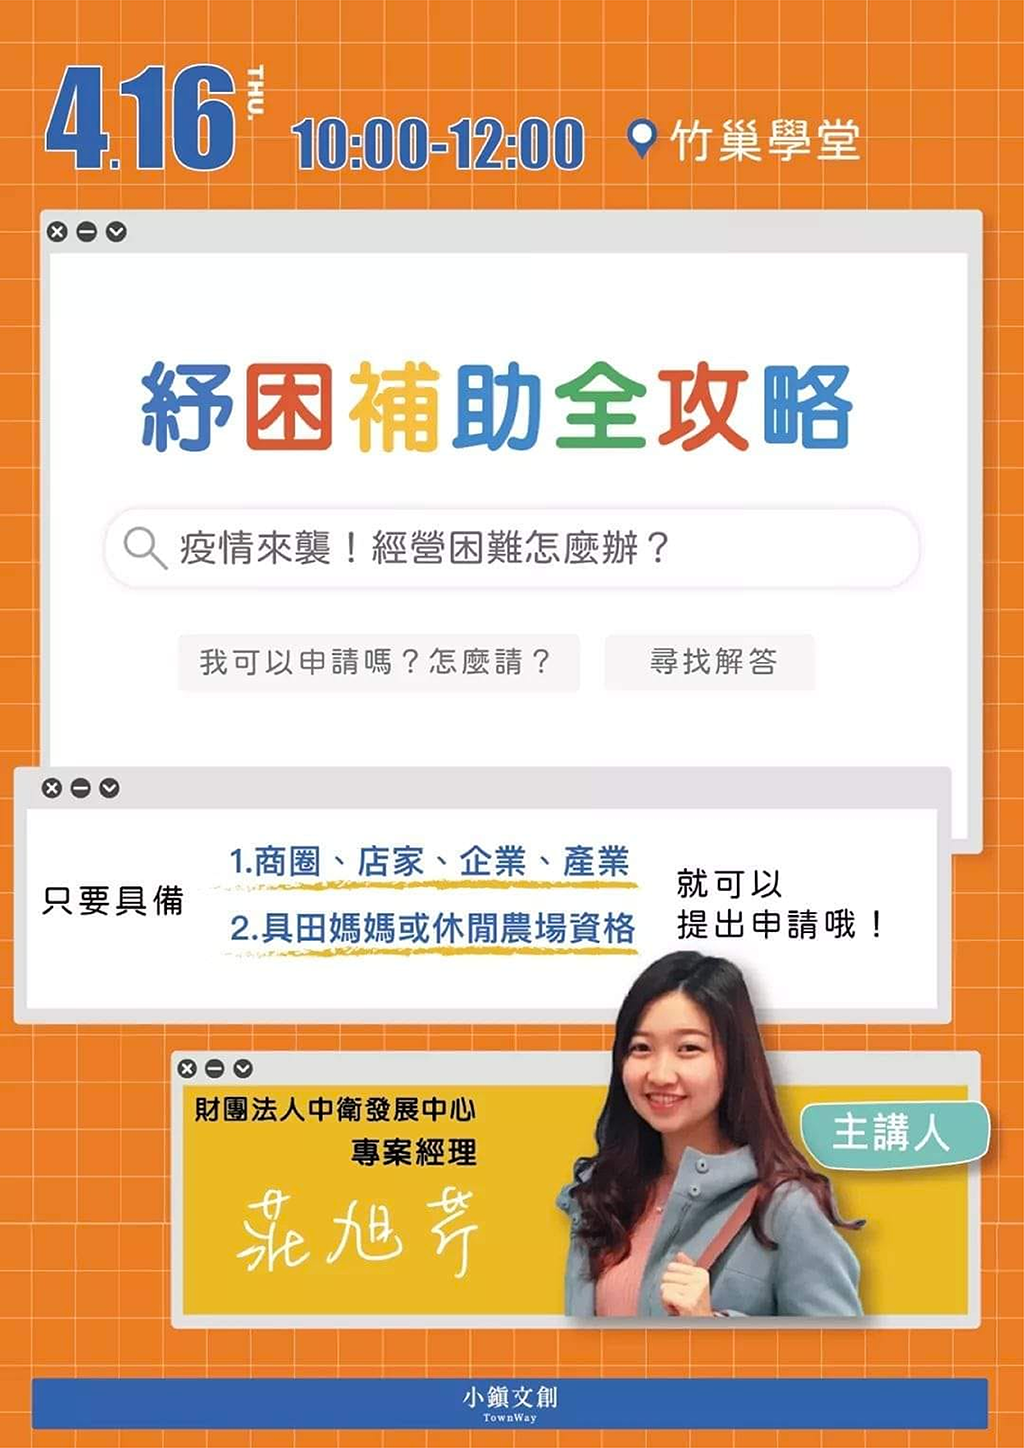 4.16 THU. 10:00-12:00 竹巢學堂
紓困補助全攻略
疫情來襲！經營困難怎麼辦？
我可以申請嗎？怎麼請？ 尋找解答
只要具備
1.商圈、店家、企業、產業
2.具田媽媽或休閒農場資格
就可以
提出申請哦！
財團法人中衛發展中心
專案經理
莊旭芹
主講人
小鎮文創
TownWay